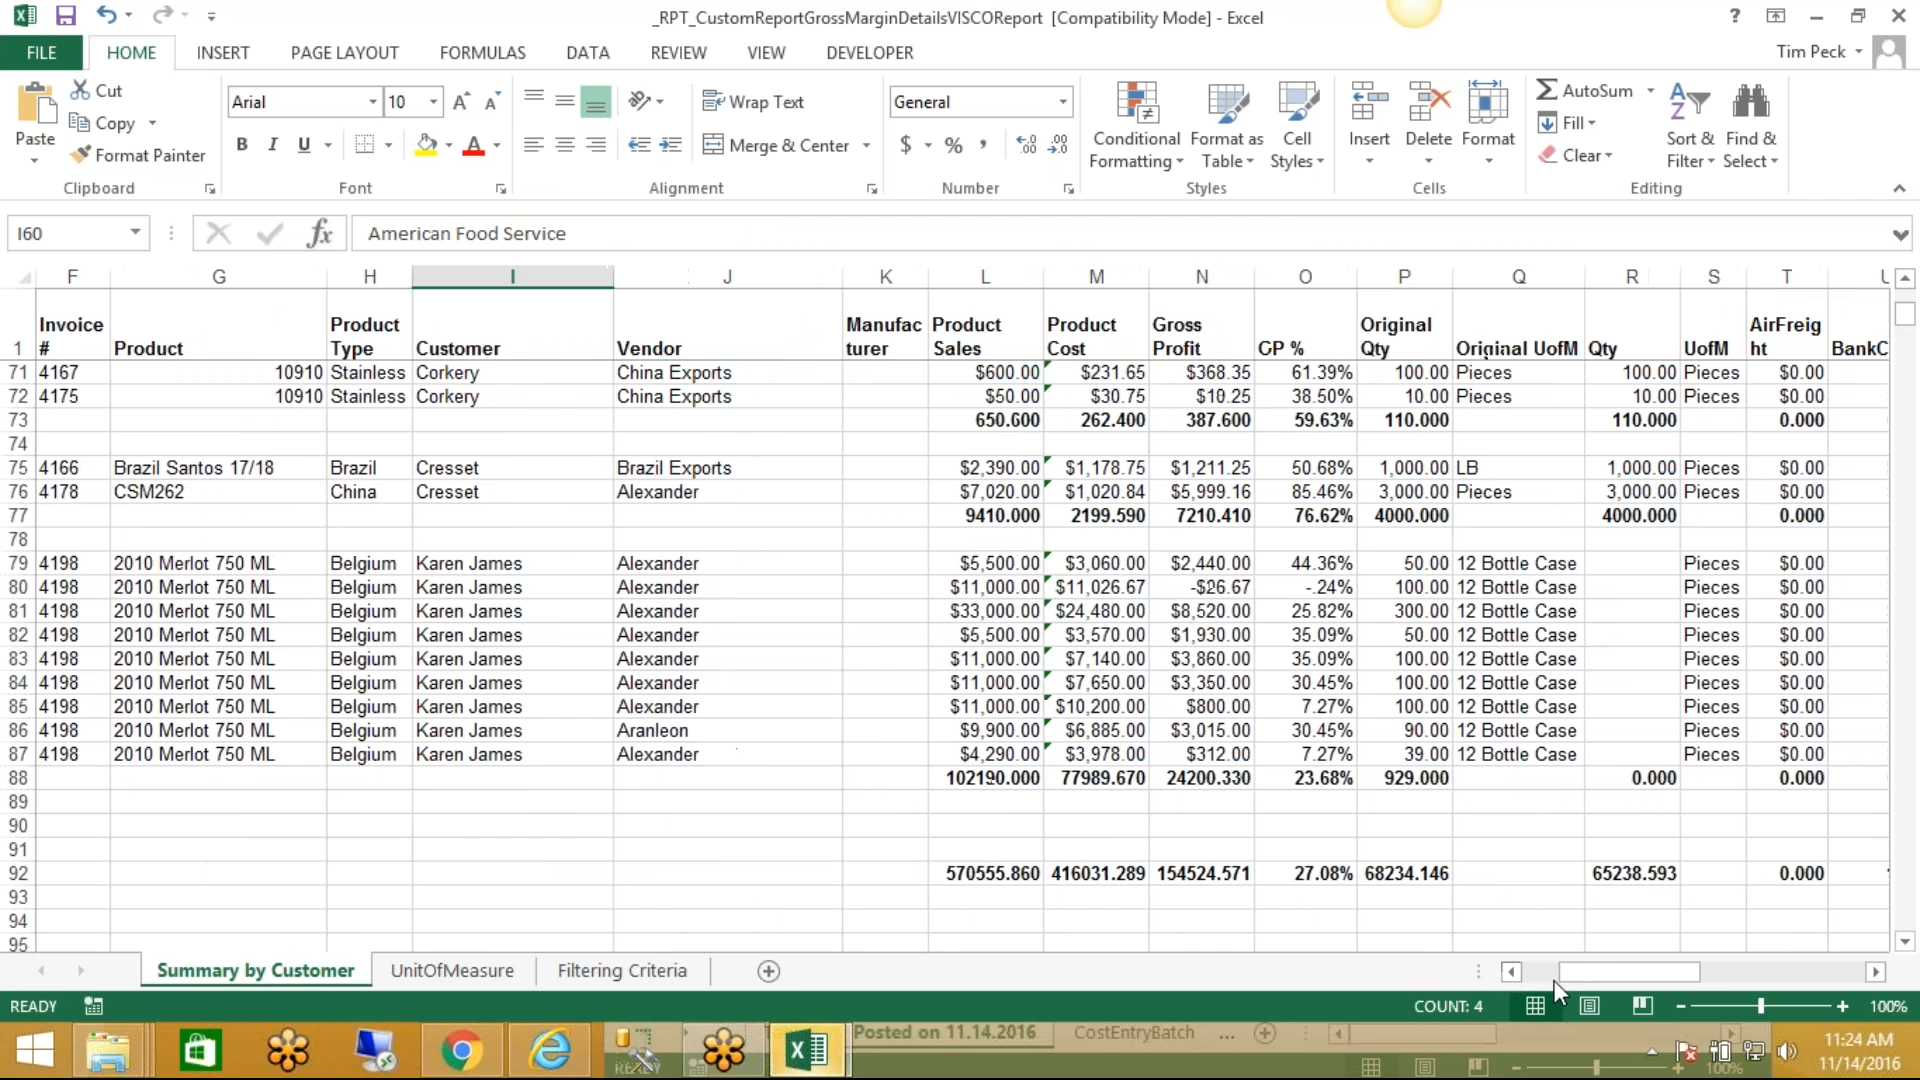 _RPT_CustomReportGrossMarginDetailsVISCOReport [Compatibility Mode] - Excel
?
FILE HOME INSERT PAGE LAYOUT FORMULAS DATA REVIEW VIEW DEVELOPER Tim Peck
Paste Cut Copy Format Painter
Arial 10 B I U A
Wrap Text Merge & Center
General $ % ,
Conditional Formatting Format as Table Cell Styles
Insert Delete Format
AutoSum Fill Clear Sort & Filter Find & Select
Clipboard Font Alignment Number Styles Cells Editing
I60 fx American Food Service
F G H I J K L M N O P Q R S T U
1 Invoice # Product Product Type Customer Vendor Manufacturer Product Sales Product Cost Gross Profit GP % Original Qty Original UofM Qty UofM AirFreight BankC
71 4167 10910 Stainless Corkery China Exports $600.00 $231.65 $368.35 61.39% 100.00 Pieces 100.00 Pieces $0.00
72 4175 10910 Stainless Corkery China Exports $50.00 $30.75 $19.25 38.50% 10.00 Pieces 10.00 Pieces $0.00
73 650.600 262.400 387.600 59.63% 110.000 110.000 0.000
74
75 4166 Brazil Santos 17/18 Brazil Cresset Brazil Exports $2,390.00 $1,178.75 $1,211.25 50.68% 1,000.00 LB 1,000.00 Pieces $0.00
76 4178 CSM262 China Cresset Alexander $7,020.00 $1,020.84 $5,999.16 85.46% 3,000.00 Pieces 3,000.00 Pieces $0.00
77 9410.000 2199.590 7210.410 76.62% 4000.000 4000.000 0.000
78
79 4198 2010 Merlot 750 ML Belgium Karen James Alexander $5,500.00 $3,060.00 $2,440.00 44.36% 50.00 12 Bottle Case Pieces $0.00
80 4198 2010 Merlot 750 ML Belgium Karen James Alexander $11,000.00 $11,026.67 -$26.67 -.24% 100.00 12 Bottle Case Pieces $0.00
81 4198 2010 Merlot 750 ML Belgium Karen James Alexander $33,000.00 $24,480.00 $8,520.00 25.82% 300.00 12 Bottle Case Pieces $0.00
82 4198 2010 Merlot 750 ML Belgium Karen James Alexander $5,500.00 $3,570.00 $1,930.00 35.09% 50.00 12 Bottle Case Pieces $0.00
83 4198 2010 Merlot 750 ML Belgium Karen James Alexander $11,000.00 $7,140.00 $3,860.00 35.09% 100.00 12 Bottle Case Pieces $0.00
84 4198 2010 Merlot 750 ML Belgium Karen James Alexander $11,000.00 $7,650.00 $3,350.00 30.45% 100.00 12 Bottle Case Pieces $0.00
85 4198 2010 Merlot 750 ML Belgium Karen James Alexander $11,000.00 $10,200.00 $800.00 7.27% 100.00 12 Bottle Case Pieces $0.00
86 4198 2010 Merlot 750 ML Belgium Karen James Aranleon $9,900.00 $6,885.00 $3,015.00 30.45% 90.00 12 Bottle Case Pieces $0.00
87 4198 2010 Merlot 750 ML Belgium Karen James Alexander $4,290.00 $3,978.00 $312.00 7.27% 39.00 12 Bottle Case Pieces $0.00
88 102190.000 77989.670 24200.330 23.68% 929.000 0.000 0.000
89
90
91
92 570555.860 416031.289 154524.571 27.08% 68234.146 65238.593 0.000
93
94
95
Summary by Customer UnitOfMeasure Filtering Criteria
READY COUNT: 4 100%
Posted on 11.14.2016 CostEntryBatch ...
READY 100%
11:24 AM
11/14/2016